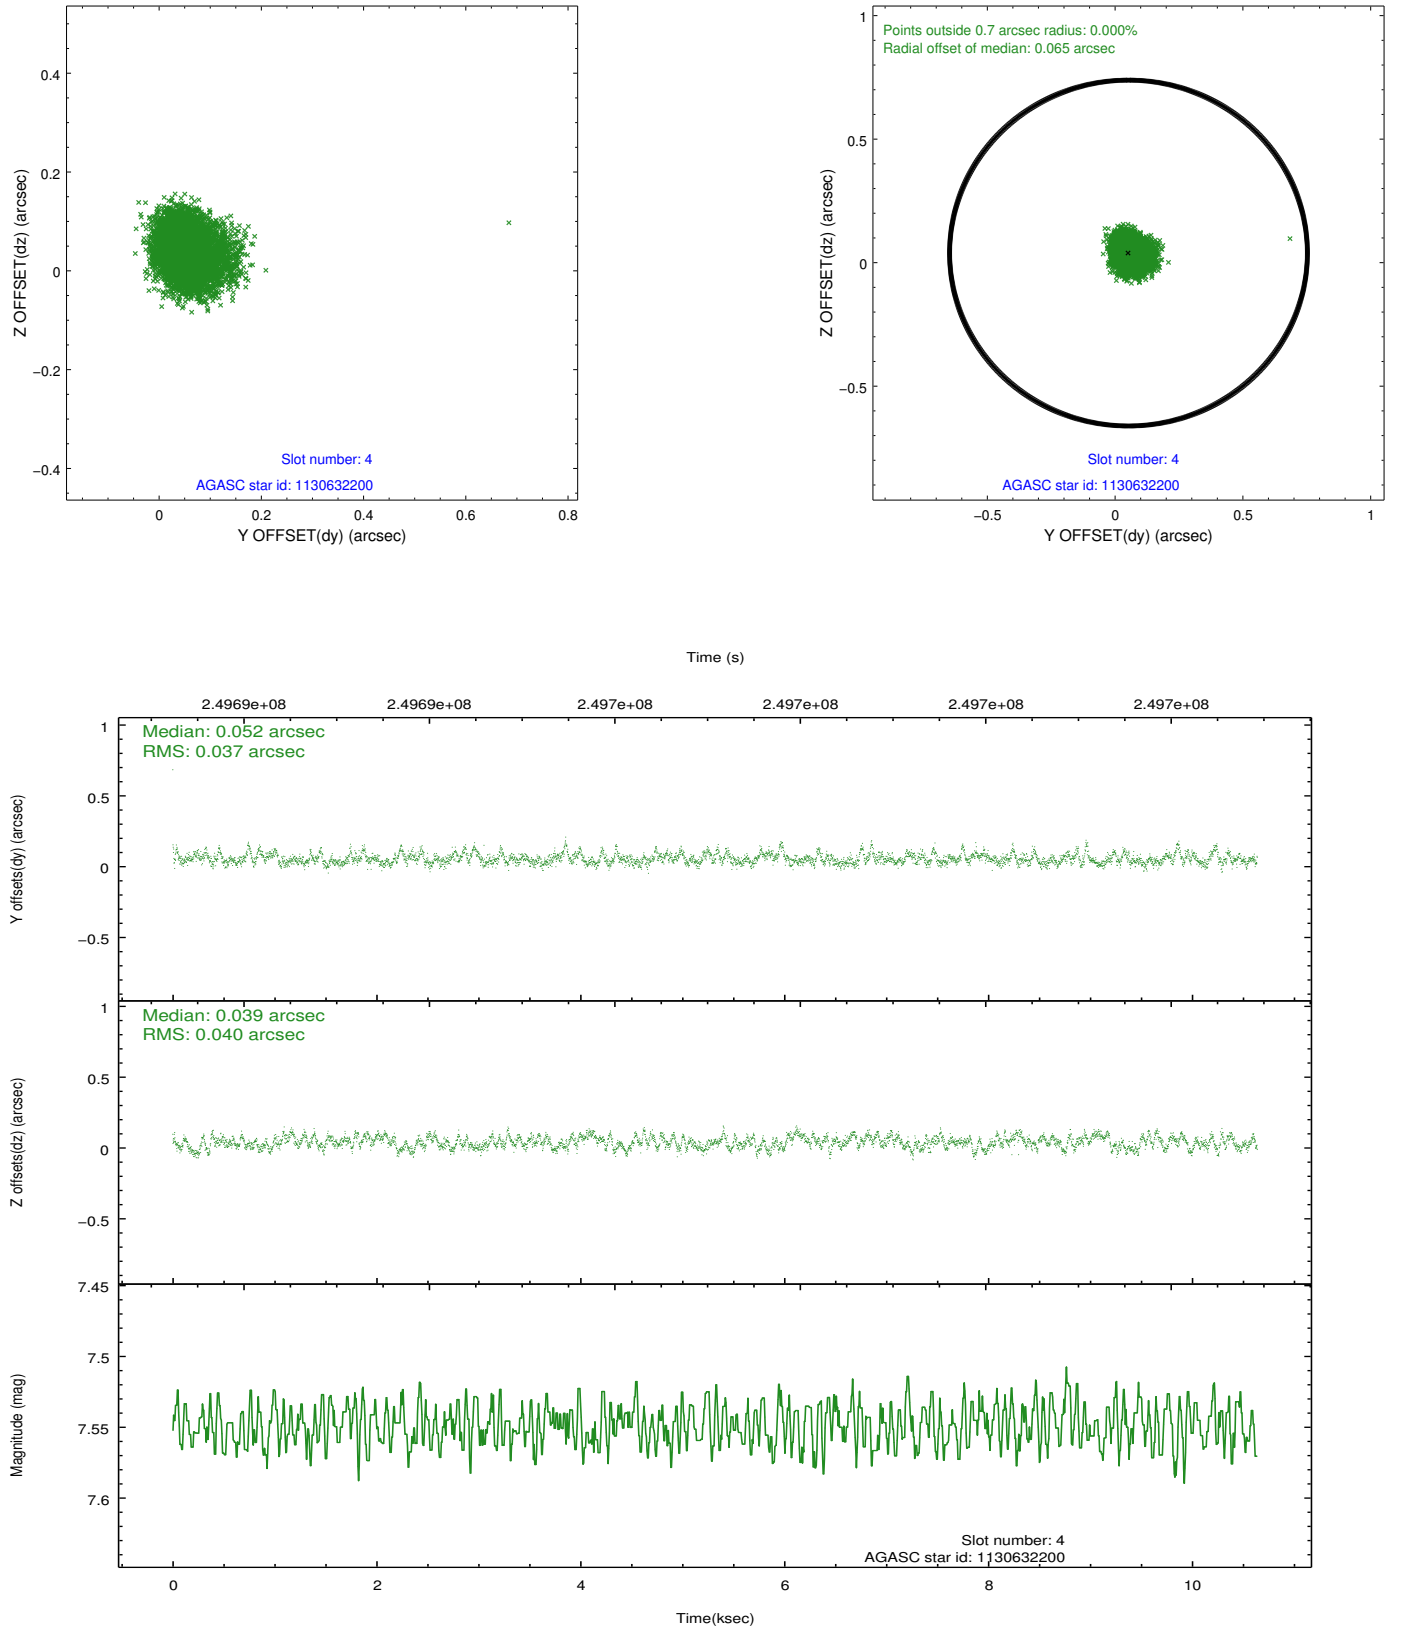 0.4
0.2
0
−0.2
−0.4
Z OFFSET(dz) (arcsec)
Slot number: 4
AGASC star id: 1130632200
0 0.2 0.4 0.6 0.8
Y OFFSET(dy) (arcsec)
Points outside 0.7 arcsec radius: 0.000%
Radial offset of median: 0.065 arcsec
1
0.5
0
−0.5
Z OFFSET(dz) (arcsec)
Slot number: 4
AGASC star id: 1130632200
−0.5 0 0.5 1
Y OFFSET(dy) (arcsec)
Time (s)
2.4969e+08 2.4969e+08 2.497e+08 2.497e+08 2.497e+08 2.497e+08
Median: 0.052 arcsec
RMS: 0.037 arcsec
1
0.5
0
−0.5
Y offsets(dy) (arcsec)
Median: 0.039 arcsec
RMS: 0.040 arcsec
1
0.5
0
−0.5
Z offsets(dz) (arcsec)
7.45
7.5
7.55
7.6
Magnitude (mag)
Slot number: 4
AGASC star id: 1130632200
0 2 4 6 8 10
Time(ksec)